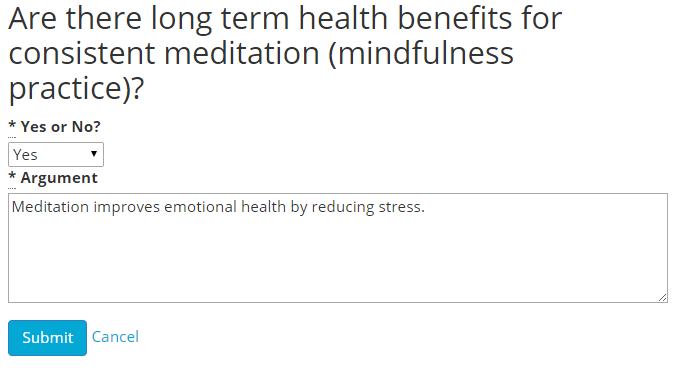 Are there long term health benefits for
consistent meditation (mindfulness
practice)?
* Yes or No?
Yes
* Argument
Meditation improves emotional health by reducing stress.
Submit Cancel